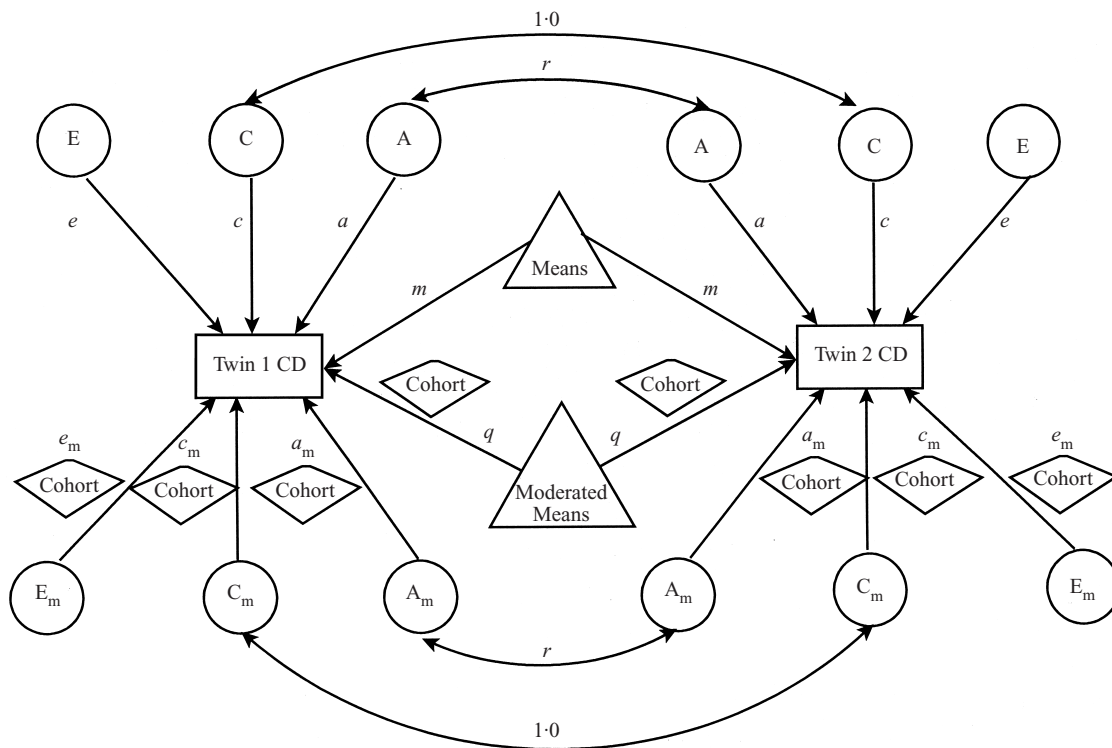 1·0
r
E
C
A
A
C
E
e
c
a
a
c
e
Means
m
m
Twin 1 CD
Twin 2 CD
Cohort
Cohort
q
q
e_m
c_m
a_m
a_m
c_m
e_m
Cohort
Cohort
Cohort
Cohort
Cohort
Cohort
Moderated
Means
E_m
C_m
A_m
A_m
C_m
E_m
r
1·0